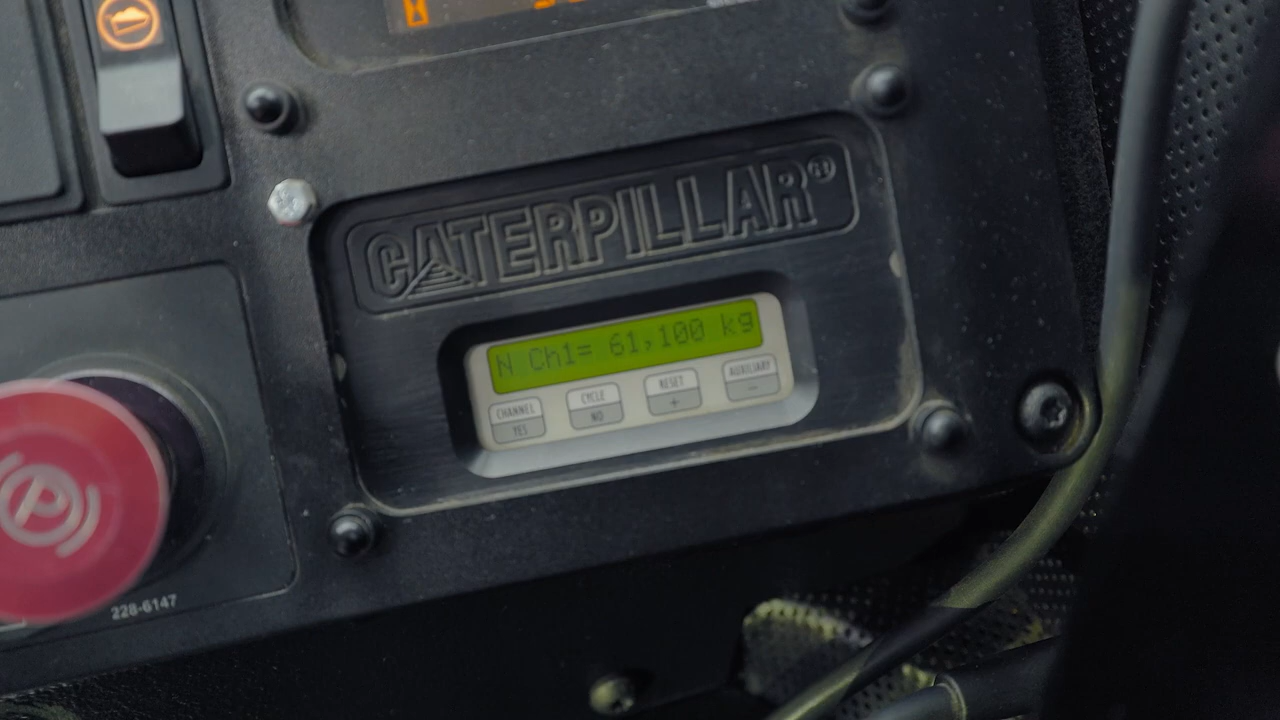 CATERPILLAR®
N Ch1= 61,100 kg
CHANNEL CYCLE RESET AUXILIARY
YES NO + -
P
228-6147